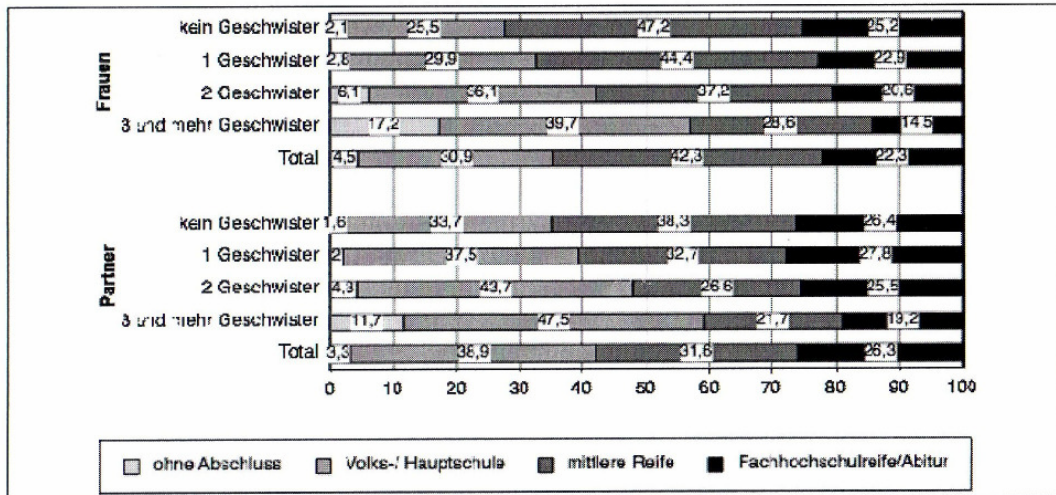 Frauen
kein Geschwister 2,1 25,5 47,2 25,2
1 Geschwister 2,8 29,9 44,4 22,9
2 Geschwister 6,1 36,1 37,2 20,6
3 und mehr Geschwister 17,2 39,7 28,6 14,5
Total 4,5 30,9 42,3 22,3
Partner
kein Geschwister 1,6 33,7 38,3 26,4
1 Geschwister 2 37,5 32,7 27,8
2 Geschwister 4,3 43,7 26,6 25,5
3 und mehr Geschwister 11,7 47,5 21,7 19,2
Total 3,3 38,9 31,6 26,3
0 10 20 30 40 50 60 70 80 90 100
ohne Abschluss Volks-/ Hauptschule mittlere Reife Fachhochschulreife/Abitur